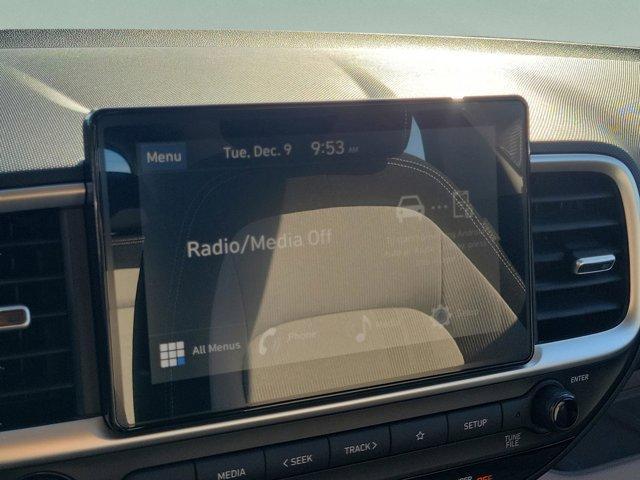 Menu
Tue, Dec. 9 9:53 AM
Radio/Media Off
All Menus
Phone
ENTER
MEDIA
< SEEK
TRACK >
☆
SETUP
TUNE
FILE
OFF